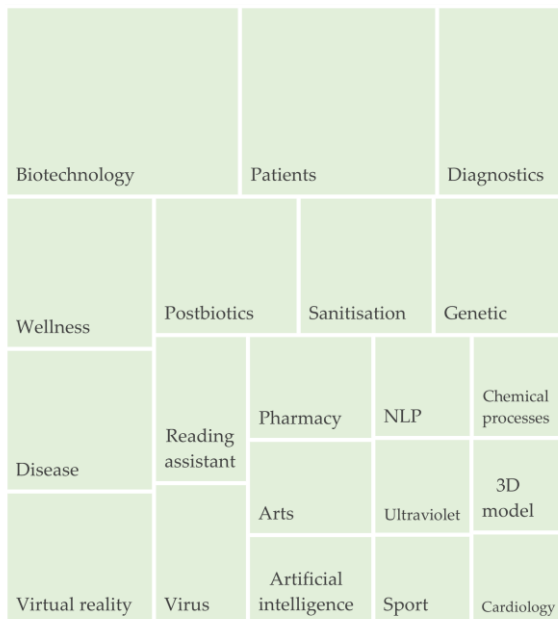 Biotechnology
Patients
Diagnostics
Wellness
Postbiotics
Sanitisation
Genetic
Disease
Reading
assistant
Pharmacy
NLP
Chemical
processes
Arts
Ultraviolet
3D
model
Virtual reality
Virus
Artificial
intelligence
Sport
Cardiology